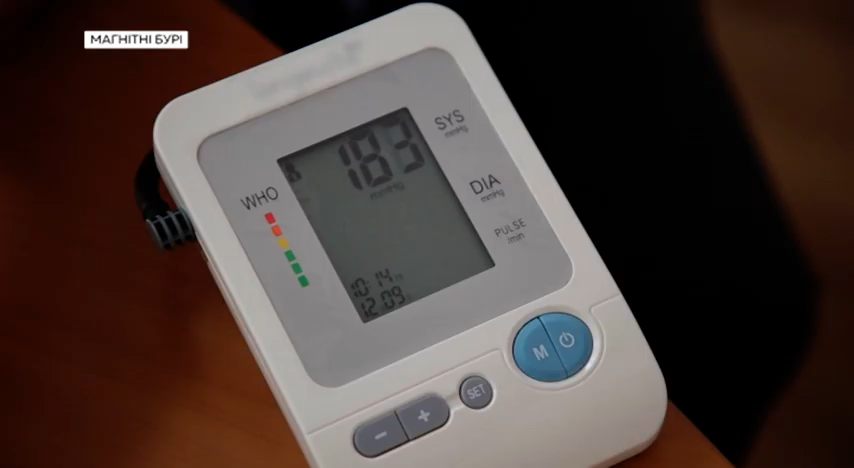 МАГНІТНІ БУРІ
183
mmHg
SYS
mmHg
WHO
DIA
mmHg
PULSE
/min
10-14
12:09
M
SET
- +